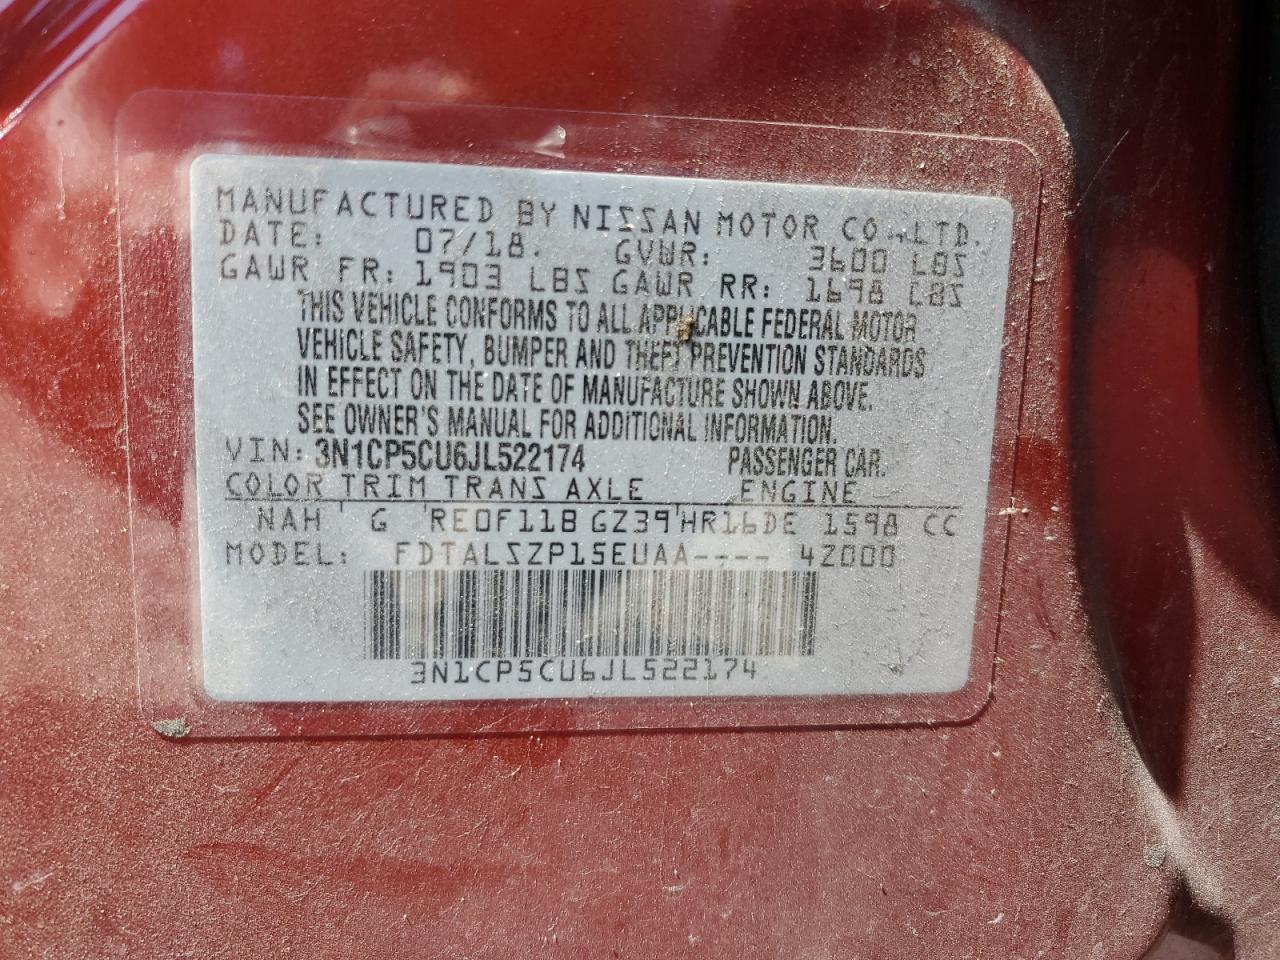 MANUFACTURED BY NISSAN MOTOR CO.,LTD.
DATE: 07/18. GVWR: 3600 LBS
GAWR FR: 1903 LBS GAWR RR: 1698 LBS
THIS VEHICLE CONFORMS TO ALL APPLICABLE FEDERAL MOTOR
VEHICLE SAFETY, BUMPER AND THEFT PREVENTION STANDARDS
IN EFFECT ON THE DATE OF MANUFACTURE SHOWN ABOVE.
SEE OWNER'S MANUAL FOR ADDITIONAL INFORMATION.
VIN: 3N1CP5CU6JL522174 PASSENGER CAR.
COLOR TRIM TRANS AXLE ENGINE
NAH G RE0F11B GZ39 HR16DE 1598 CC
MODEL: FDTALSZP15EUAA---- 42000
3N1CP5CU6JL522174